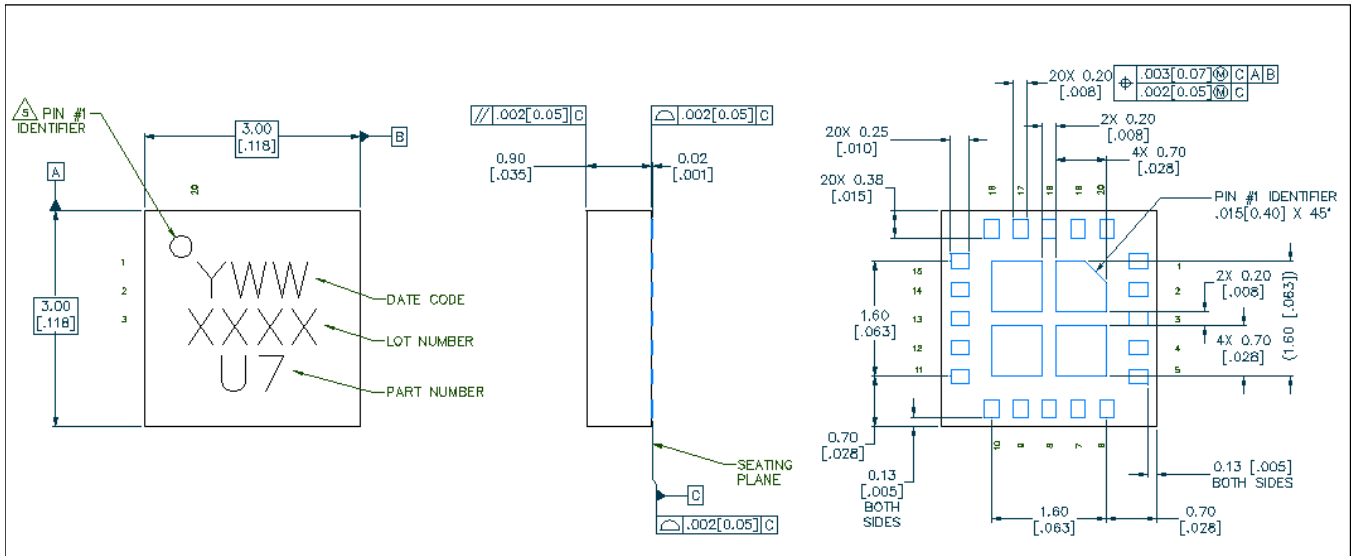 5 PIN #1
IDENTIFIER
3.00
[.118]
B
A
20
1
2
3
3.00
[.118]
YWW
XXXX
U7
DATE CODE
LOT NUMBER
PART NUMBER
// .002[0.05] C
⌓ .002[0.05] C
0.90
[.035]
0.02
[.001]
SEATING
PLANE
C
⌓ .002[0.05] C
20X 0.20
[.008]
⌖ .003[0.07]Ⓜ C A B
.002[0.05]Ⓜ C
2X 0.20
[.008]
20X 0.25
[.010]
4X 0.70
[.028]
20X 0.38
[.015]
16 17 18 19 20
PIN #1 IDENTIFIER
.015[0.40] X 45°
15
14
13
12
11
1
2
3
4
5
2X 0.20
[.008]
1.60
[.063]
4X 0.70
[.028]
(1.60 [.063])
10 9 8 7 6
0.70
[.028]
0.13
[.005]
BOTH
SIDES
1.60
[.063]
0.70
[.028]
0.13 [.005]
BOTH SIDES